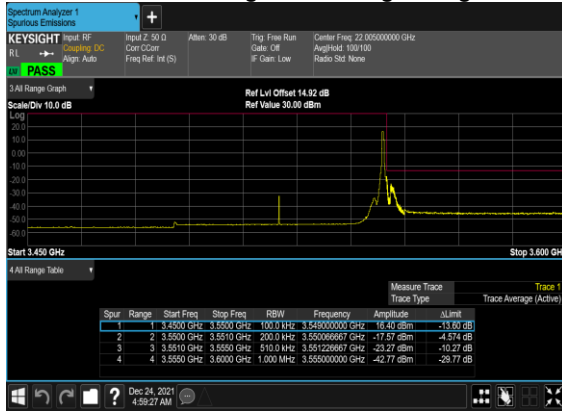 Spectrum Analyzer 1
Spurious Emissions
KEYSIGHT Input: RF Input Z: 50 Ω Atten: 30 dB Trig: Free Run Center Freq: 22.005000000 GHz
RL Coupling: DC Corr CCorr Gate: Off Avg|Hold: 100/100
Align: Auto Freq Ref: Int (S) IF Gain: Low Radio Std: None
PASS
3 All Range Graph Ref Lvl Offset 14.92 dB
Scale/Div 10.0 dB Ref Value 30.00 dBm
Log
20.0
10.0
0.00
-10.0
-20.0
-30.0
-40.0
-50.0
-60.0
Start 3.450 GHz Stop 3.600 GHz
4 All Range Table
Measure Trace Trace 1
Trace Type Trace Average (Active)
Spur Range Start Freq Stop Freq RBW Frequency Amplitude ΔLimit
1 1 3.4500 GHz 3.5500 GHz 100.0 kHz 3.549000000 GHz 16.40 dBm -13.60 dB
2 2 3.5500 GHz 3.5510 GHz 200.0 kHz 3.550066667 GHz -17.57 dBm -4.574 dB
3 3 3.5510 GHz 3.5550 GHz 510.0 kHz 3.551226667 GHz -23.27 dBm -10.27 dB
4 4 3.5550 GHz 3.6000 GHz 1.000 MHz 3.555000000 GHz -42.77 dBm -29.77 dB
? Dec 24, 2021
4:59:27 AM